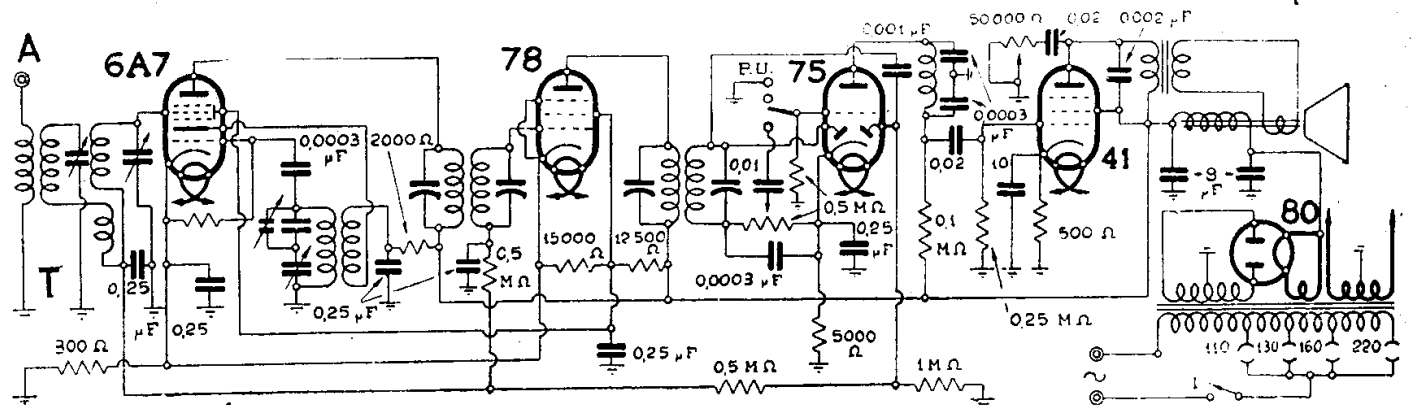 A
T
6A7
0,0003 µF
2000 Ω
78
P.U.
75
0,001 µF
50000 Ω
0,02
0,002 µF
0,0003 µF
41
0,01
0,02
10
0,5 MΩ
0,1 MΩ
500 Ω
80
15000 Ω
12500 Ω
0,5 MΩ
0,25 µF
0,0003 µF
0,25 µF
0,25
0,25 µF
0,25 MΩ
5000 Ω
0,25 µF
300 Ω
0,5 MΩ
1 MΩ
110
130
160
220
~
I